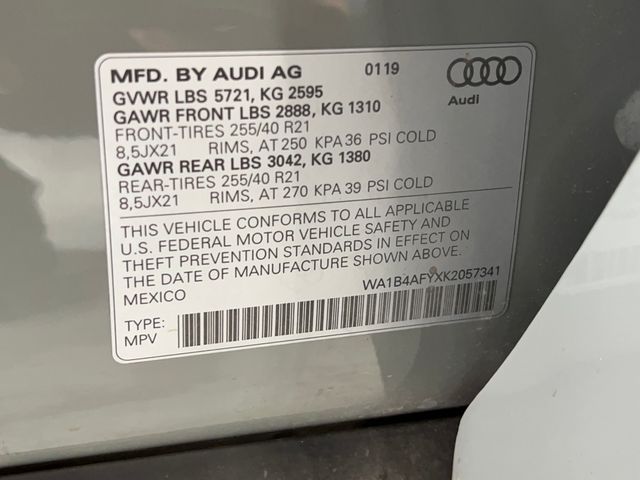 MFD. BY AUDI AG 0119
Audi
GVWR LBS 5721, KG 2595
GAWR FRONT LBS 2888, KG 1310
FRONT-TIRES 255/40 R21
8,5JX21 RIMS, AT 250 KPA 36 PSI COLD
GAWR REAR LBS 3042, KG 1380
REAR-TIRES 255/40 R21
8,5JX21 RIMS, AT 270 KPA 39 PSI COLD
THIS VEHICLE CONFORMS TO ALL APPLICABLE
U.S. FEDERAL MOTOR VEHICLE SAFETY AND
THEFT PREVENTION STANDARDS IN EFFECT ON
THE DATE OF MANUFACTURE SHOWN ABOVE.
MEXICO WA1B4AFYXK2057341
TYPE:
MPV